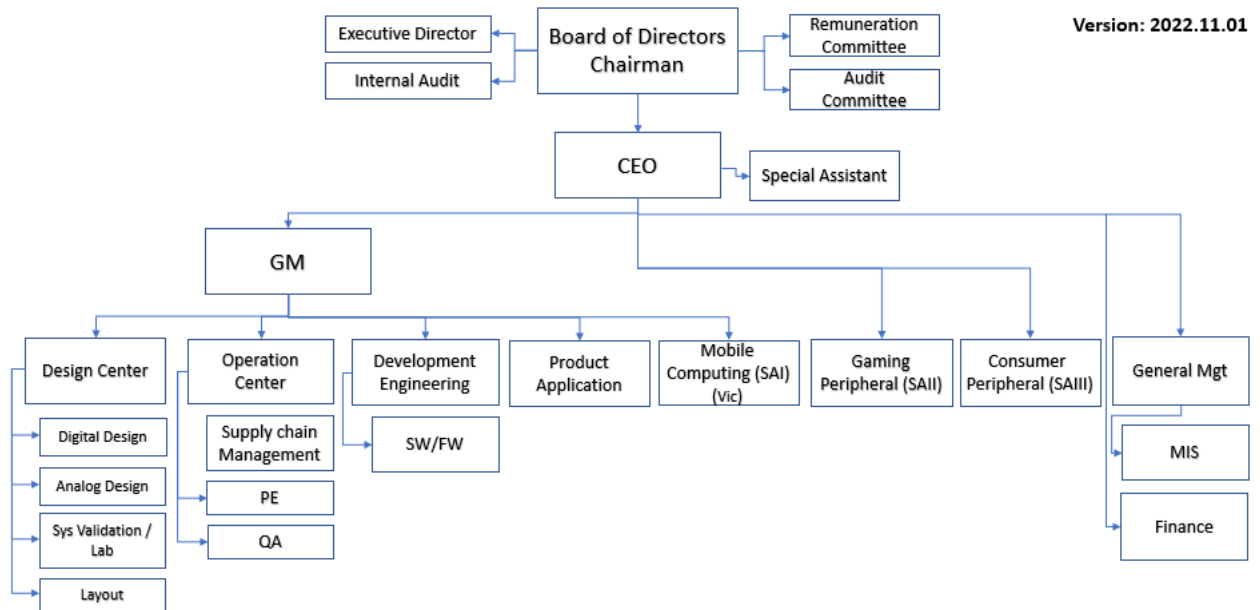 Version: 2022.11.01
Executive Director
Internal Audit
Board of Directors
Chairman
Remuneration
Committee
Audit
Committee
CEO
Special Assistant
GM
Design Center
Operation
Center
Development
Engineering
Product
Application
Mobile
Computing (SAI)
(Vic)
Gaming
Peripheral (SAII)
Consumer
Peripheral (SAIII)
General Mgt
Digital Design
Analog Design
Sys Validation /
Lab
Layout
Supply chain
Management
PE
QA
SW/FW
MIS
Finance